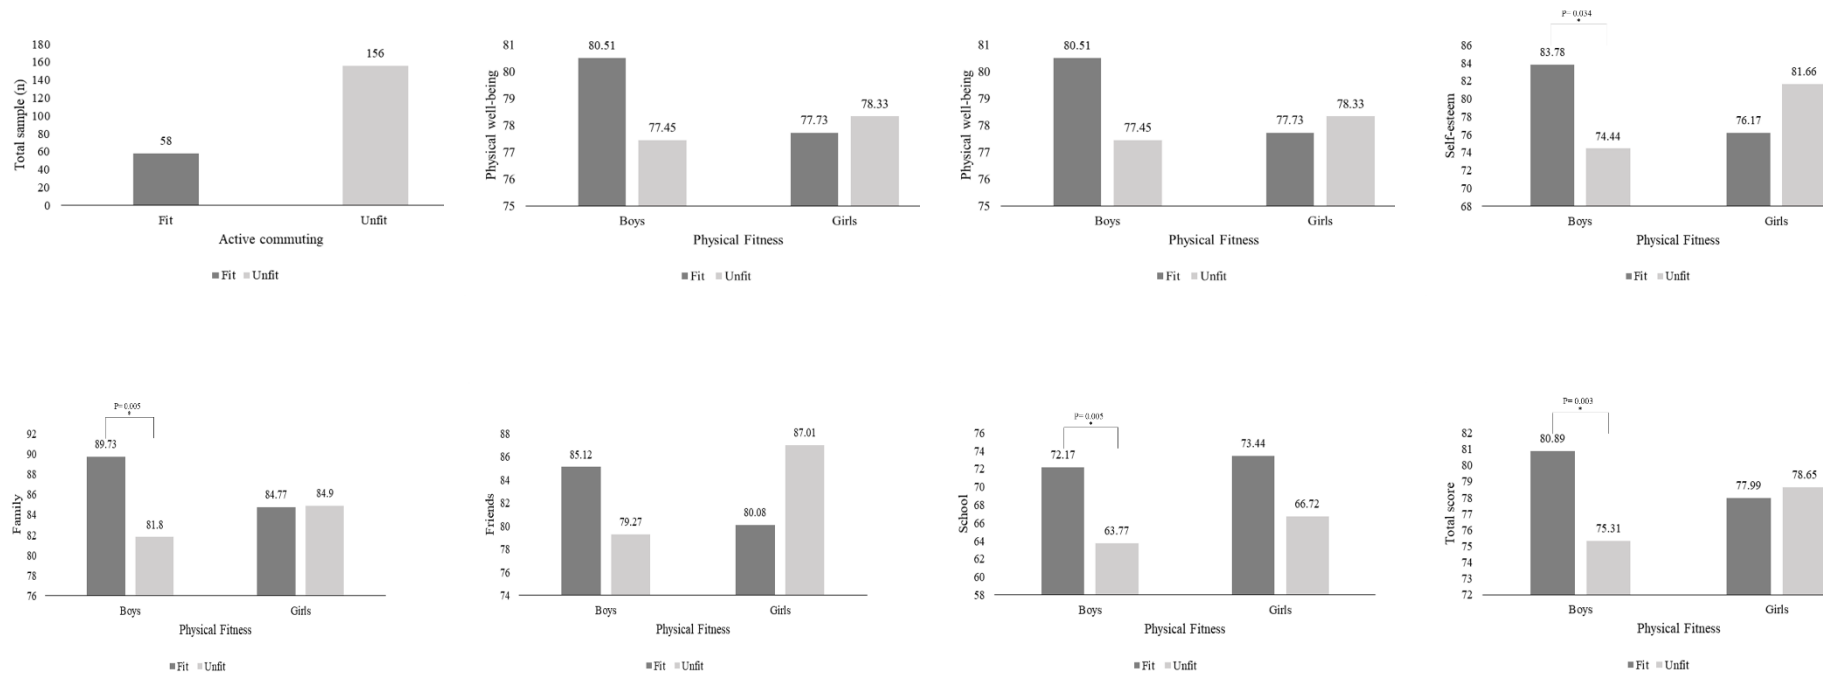 180
160
140
120
100
80
60
40
20
0
Total sample (n)
58
156
Fit
Unfit
Active commuting
Fit Unfit
81
80
79
78
77
76
75
Physical well-being
80.51
77.45
77.73
78.33
Boys
Girls
Physical Fitness
Fit Unfit
81
80
79
78
77
76
75
Physical well-being
80.51
77.45
77.73
78.33
Boys
Girls
Physical Fitness
Fit Unfit
P= 0.034
*
86
84
82
80
78
76
74
72
70
68
Self-esteem
83.78
74.44
76.17
81.66
Boys
Girls
Physical Fitness
Fit Unfit
P= 0.005
*
92
90
88
86
84
82
80
78
76
Family
89.73
81.8
84.77
84.9
Boys
Girls
Physical Fitness
Fit Unfit
88
86
84
82
80
78
76
74
Friends
85.12
79.27
80.08
87.01
Boys
Girls
Physical Fitness
Fit Unfit
P= 0.005
*
76
74
72
70
68
66
64
62
60
58
School
72.17
63.77
73.44
66.72
Boys
Girls
Physical Fitness
Fit Unfit
P= 0.003
*
82
81
80
79
78
77
76
75
74
73
72
Total score
80.89
75.31
77.99
78.65
Boys
Girls
Physical Fitness
Fit Unfit